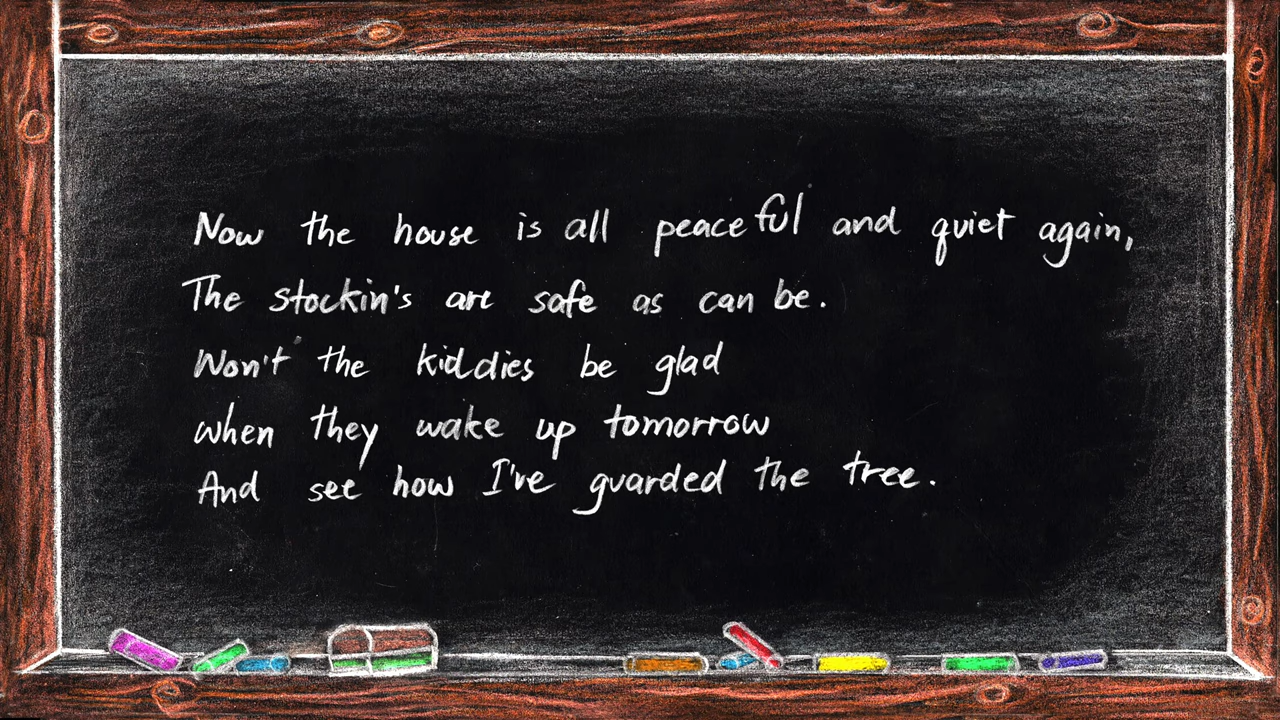 Now the house is all peaceful and quiet again,
The stockin's are safe as can be.
Won't the kiddies be glad
when they wake up tomorrow
And see how I've guarded the tree.